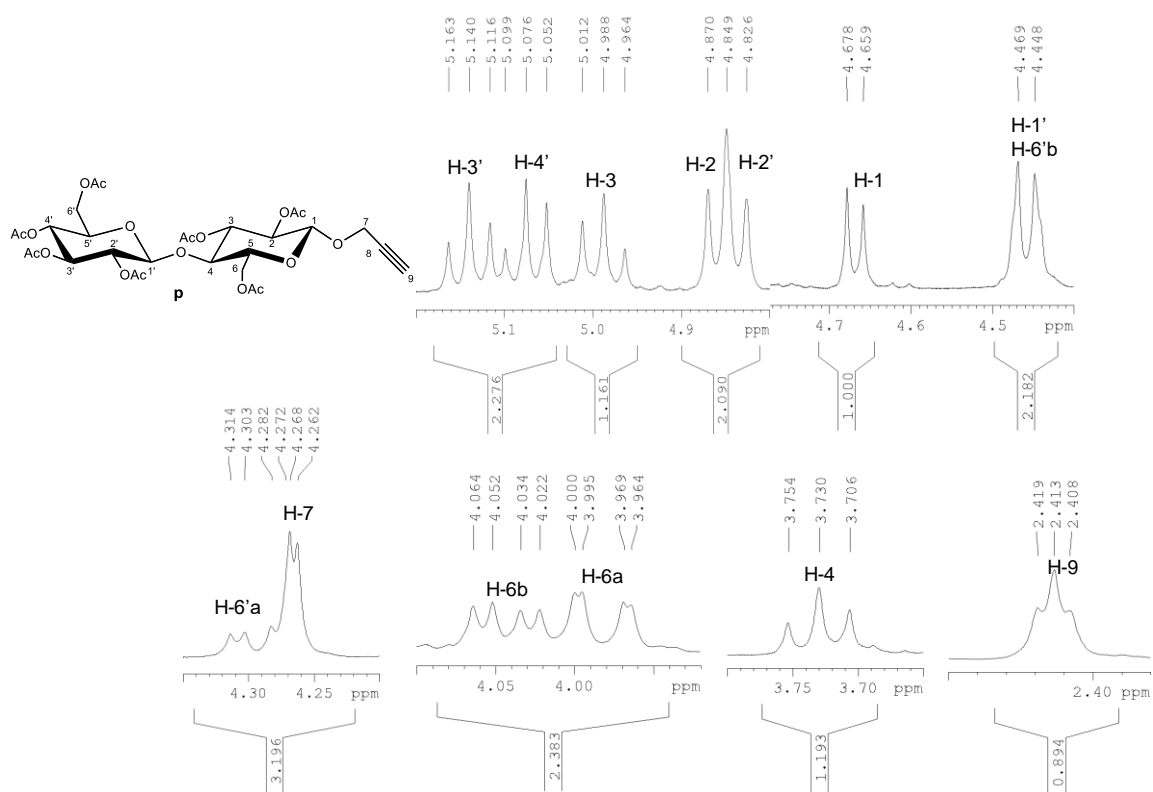 5.163 5.140 5.116 5.099 5.076 5.052 5.012 4.988 4.964 4.870 4.849 4.826 4.678 4.659 4.469 4.448
H-3' H-4' H-3 H-2 H-2' H-1 H-1'
H-6'b
OAc
6'
4' 5' OAc
AcO 2' O
AcO OAc 1'
3'
O
3 OAc 1 7
AcO 2 O
5 8
4 6 O 9
OAc
p
5.1 5.0 4.9 ppm 4.7 4.6 4.5 ppm
2.276 1.161 2.090 1.000 2.182
4.314 4.303 4.282 4.272 4.268 4.262
4.064 4.052 4.034 4.022 4.000 3.995 3.969 3.964
3.754 3.730 3.706
2.419 2.413 2.408
H-6'a H-7 H-6b H-6a H-4 H-9
4.30 4.25 ppm 4.05 4.00 ppm 3.75 3.70 ppm 2.40 ppm
3.196 2.383 1.193 0.894